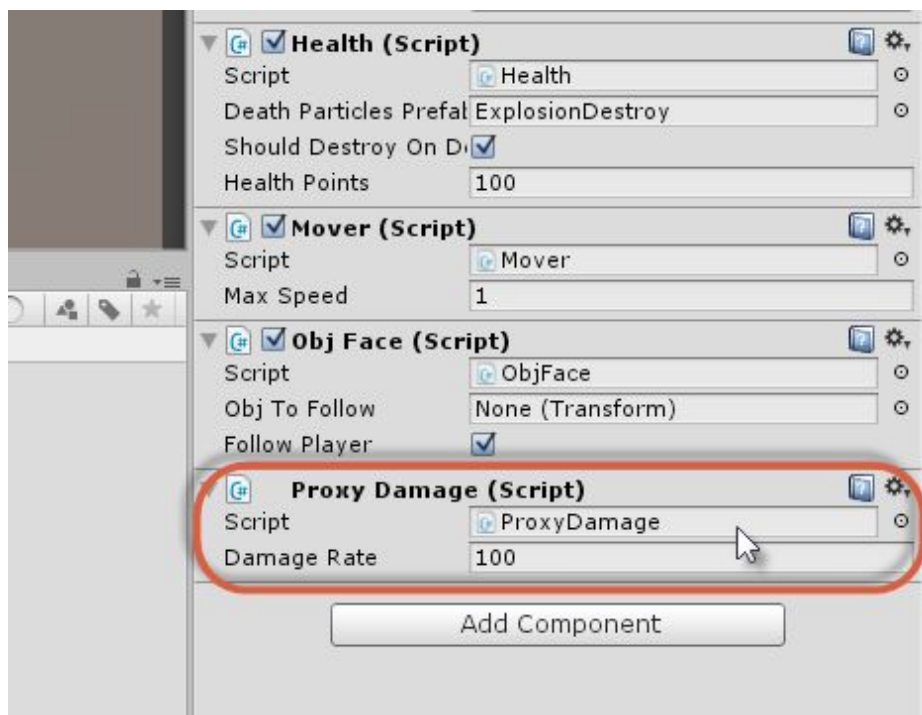 Health (Script)
Script Health
Death Particles Prefal ExplosionDestroy
Should Destroy On D
Health Points 100
Mover (Script)
Script Mover
Max Speed 1
Obj Face (Script)
Script ObjFace
Obj To Follow None (Transform)
Follow Player
Proxy Damage (Script)
Script ProxyDamage
Damage Rate 100
Add Component